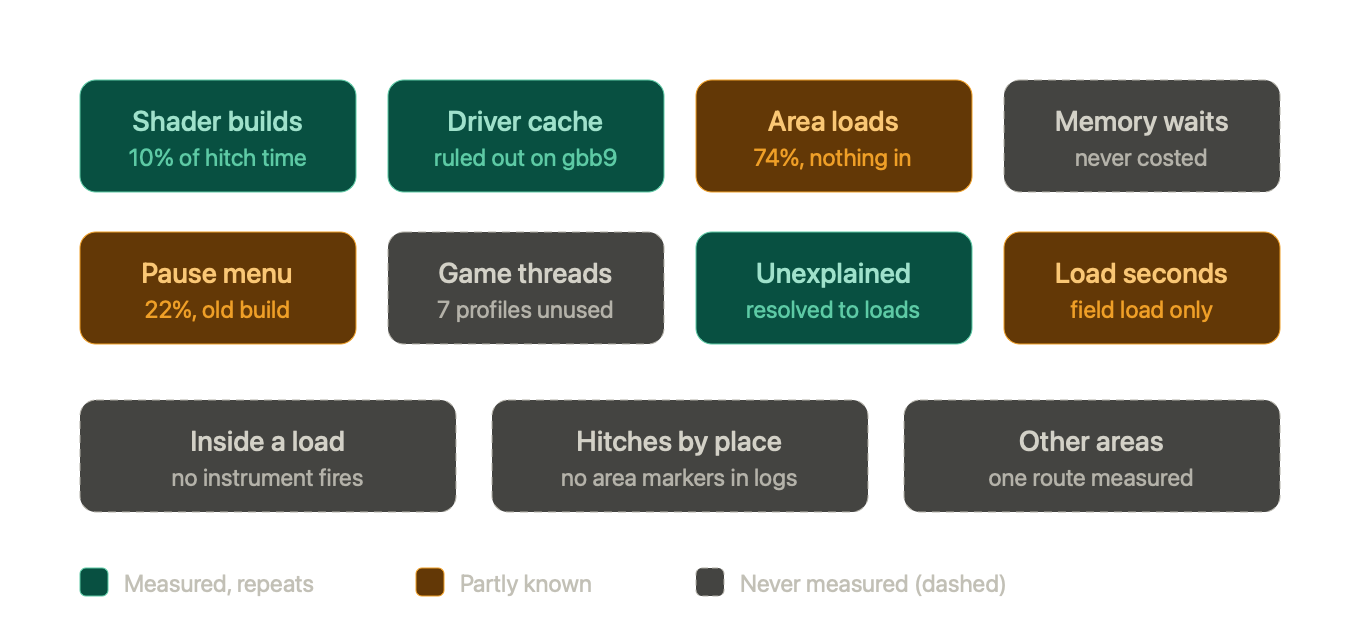 Shader builds
10% of hitch time
Driver cache
ruled out on gbb9
Area loads
74%, nothing in
Memory waits
never costed
Pause menu
22%, old build
Game threads
7 profiles unused
Unexplained
resolved to loads
Load seconds
field load only
Inside a load
no instrument fires
Hitches by place
no area markers in logs
Other areas
one route measured
Measured, repeats
Partly known
Never measured (dashed)